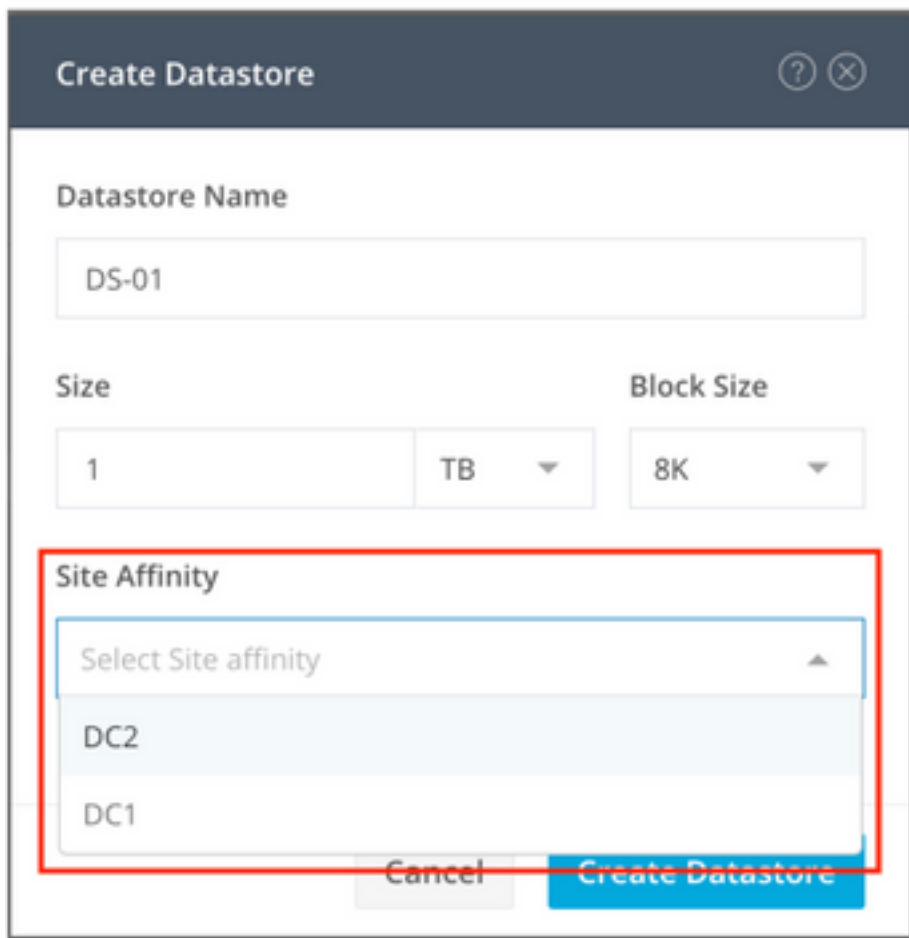 Create Datastore
Datastore Name
DS-01
Size Block Size
1 TB 8K
Site Affinity
Select Site affinity
DC2
DC1
Cancel Create Datastore